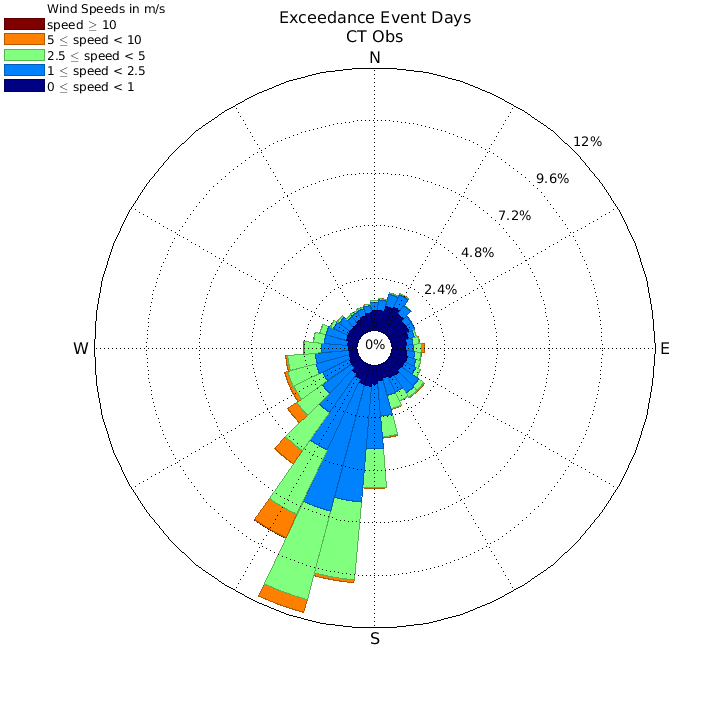 Wind Speeds in m/s
speed ≥ 10
5 ≤ speed < 10
2.5 ≤ speed < 5
1 ≤ speed < 2.5
0 ≤ speed < 1
Exceedance Event Days
CT Obs
N
12%
9.6%
7.2%
4.8%
2.4%
0%
W
E
S